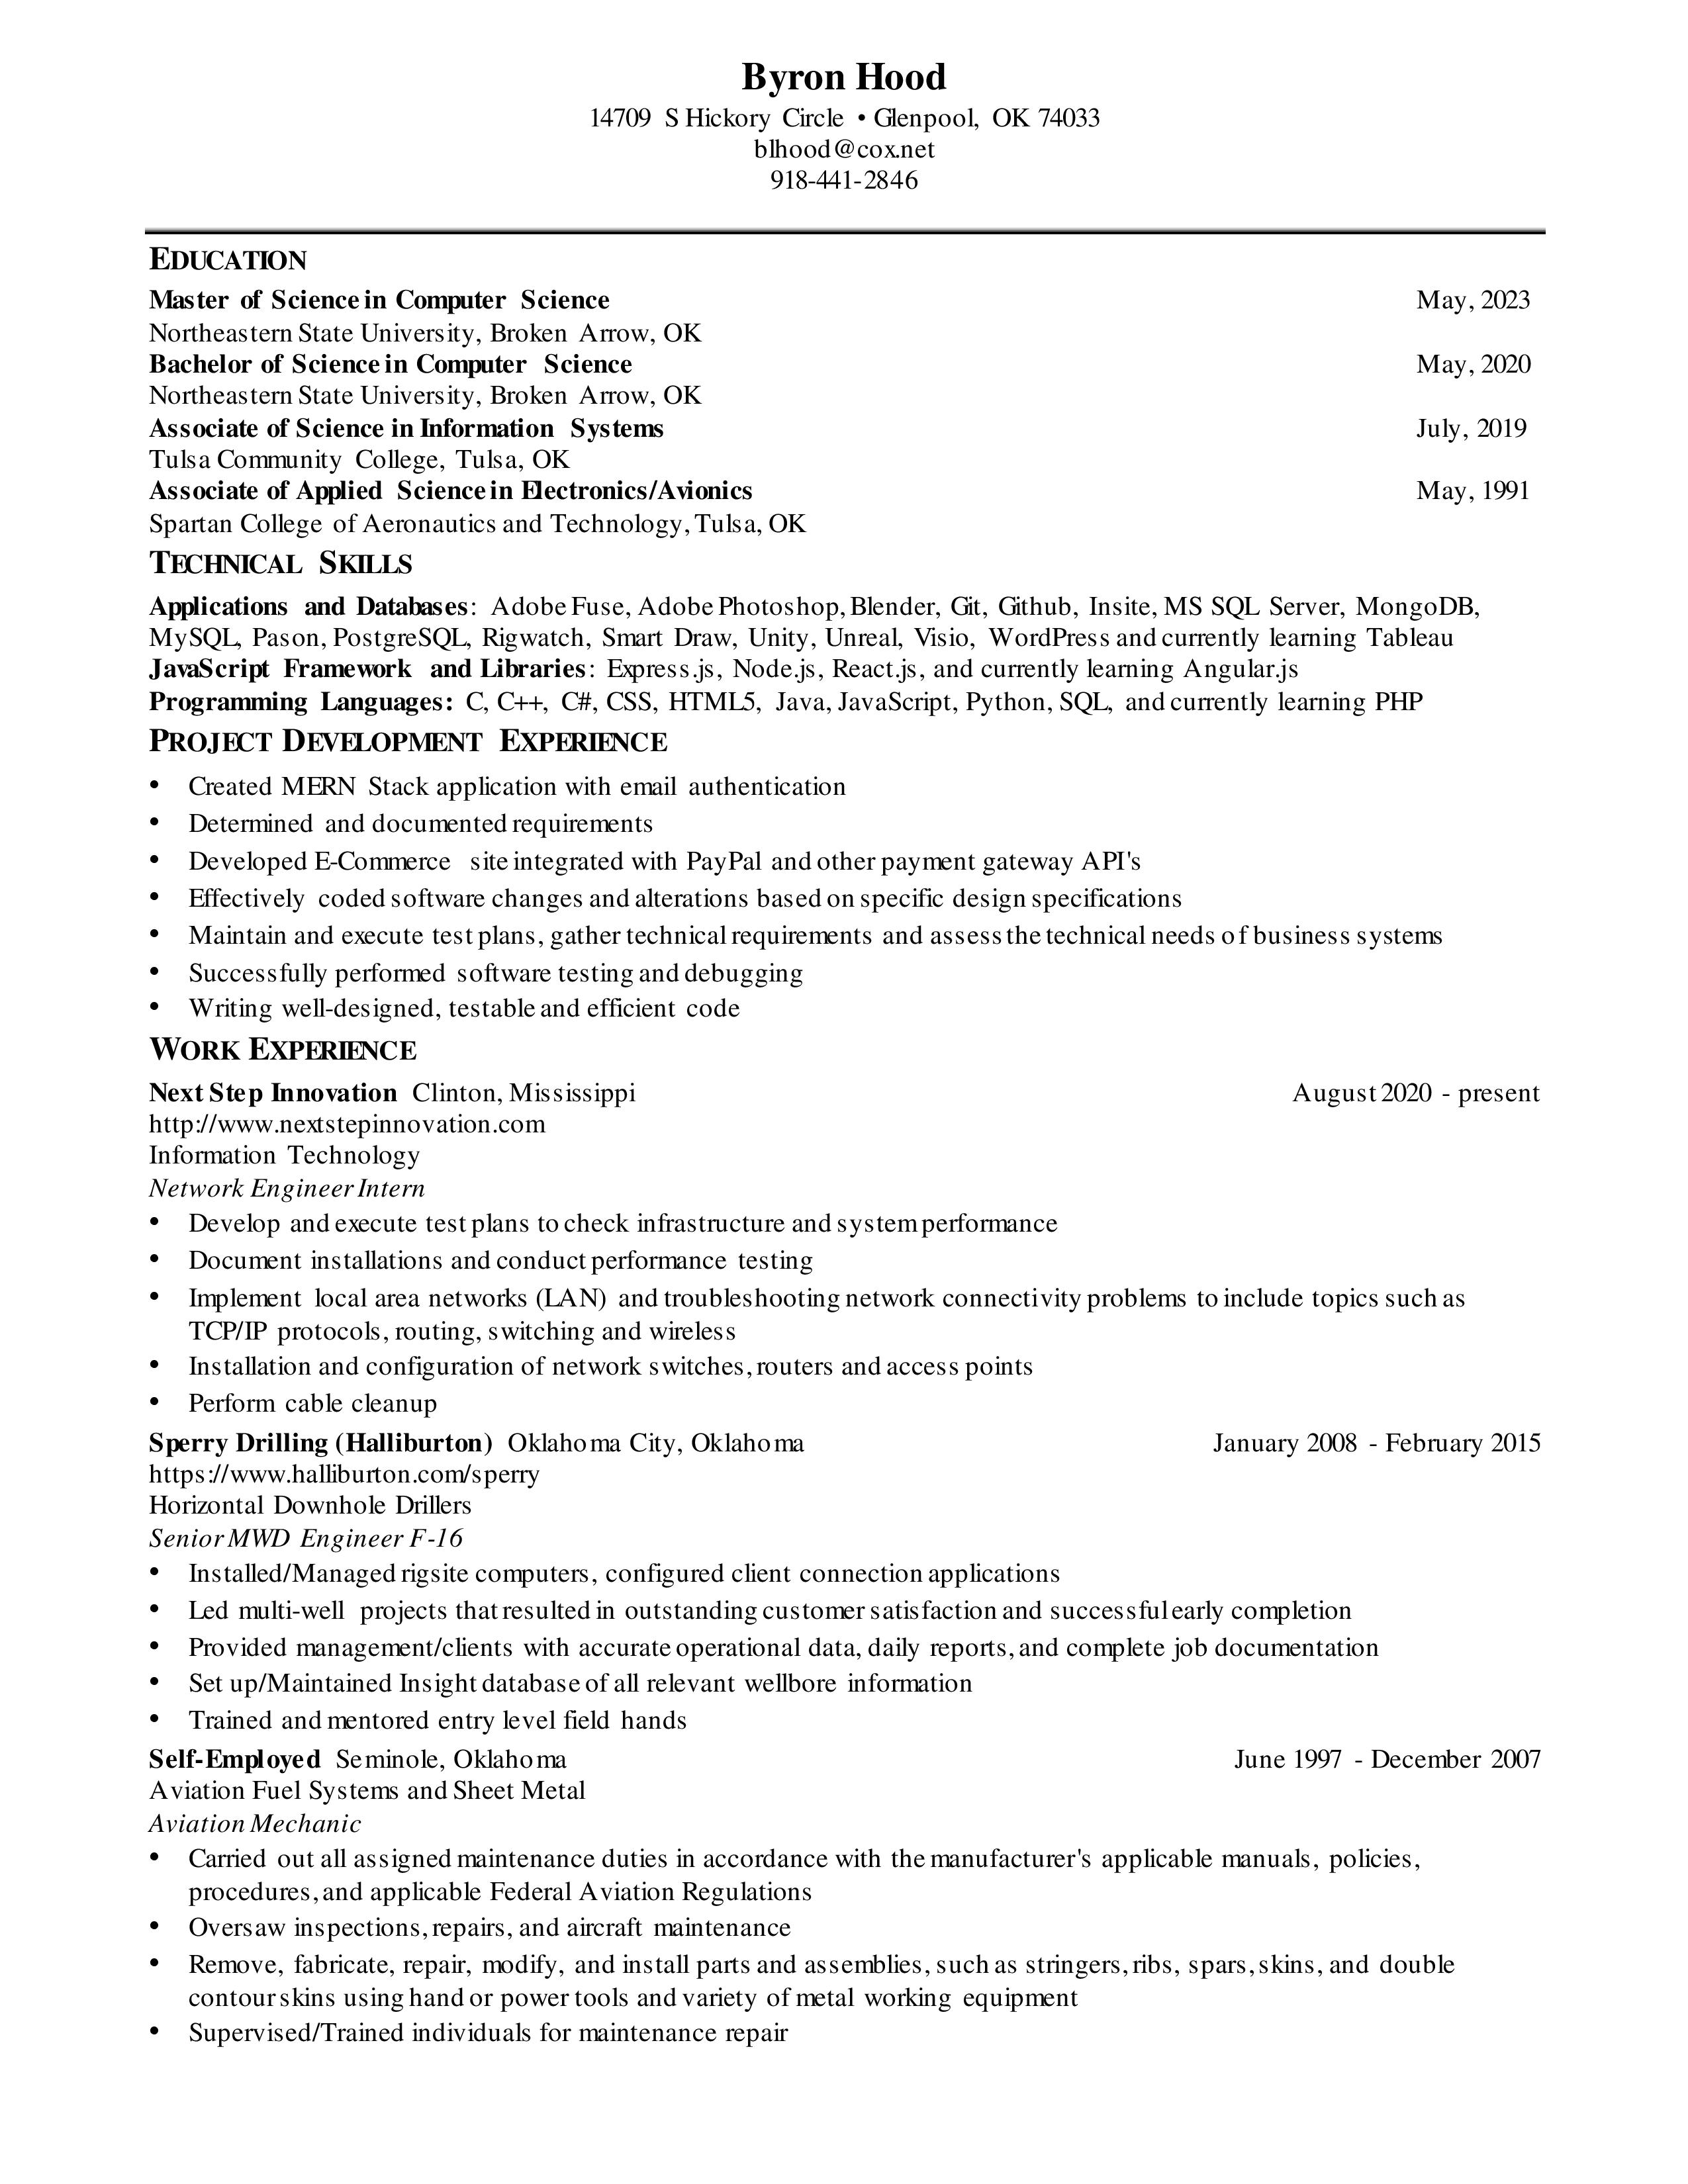 Byron Hood
14709 S Hickory Circle • Glenpool, OK 74033
blhood@cox.net
918-441-2846
EDUCATION
Master of Science in Computer Science May, 2023
Northeastern State University, Broken Arrow, OK
Bachelor of Science in Computer Science May, 2020
Northeastern State University, Broken Arrow, OK
Associate of Science in Information Systems July, 2019
Tulsa Community College, Tulsa, OK
Associate of Applied Science in Electronics/Avionics May, 1991
Spartan College of Aeronautics and Technology, Tulsa, OK
TECHNICAL SKILLS
Applications and Databases: Adobe Fuse, Adobe Photoshop, Blender, Git, Github, Insite, MS SQL Server, MongoDB,
MySQL, Pason, PostgreSQL, Rigwatch, Smart Draw, Unity, Unreal, Visio, WordPress and currently learning Tableau
JavaScript Framework and Libraries: Express.js, Node.js, React.js, and currently learning Angular.js
Programming Languages: C, C++, C#, CSS, HTML5, Java, JavaScript, Python, SQL, and currently learning PHP
PROJECT DEVELOPMENT EXPERIENCE
• Created MERN Stack application with email authentication
• Determined and documented requirements
• Developed E-Commerce site integrated with PayPal and other payment gateway API's
• Effectively coded software changes and alterations based on specific design specifications
• Maintain and execute test plans, gather technical requirements and assess the technical needs of business systems
• Successfully performed software testing and debugging
• Writing well-designed, testable and efficient code
WORK EXPERIENCE
Next Step Innovation Clinton, Mississippi August 2020 - present
http://www.nextstepinnovation.com
Information Technology
Network Engineer Intern
• Develop and execute test plans to check infrastructure and system performance
• Document installations and conduct performance testing
• Implement local area networks (LAN) and troubleshooting network connectivity problems to include topics such as
TCP/IP protocols, routing, switching and wireless
• Installation and configuration of network switches, routers and access points
• Perform cable cleanup
Sperry Drilling (Halliburton) Oklahoma City, Oklahoma January 2008 - February 2015
https://www.halliburton.com/sperry
Horizontal Downhole Drillers
Senior MWD Engineer F-16
• Installed/Managed rigsite computers, configured client connection applications
• Led multi-well projects that resulted in outstanding customer satisfaction and successful early completion
• Provided management/clients with accurate operational data, daily reports, and complete job documentation
• Set up/Maintained Insight database of all relevant wellbore information
• Trained and mentored entry level field hands
Self-Employed Seminole, Oklahoma June 1997 - December 2007
Aviation Fuel Systems and Sheet Metal
Aviation Mechanic
• Carried out all assigned maintenance duties in accordance with the manufacturer's applicable manuals, policies,
procedures, and applicable Federal Aviation Regulations
• Oversaw inspections, repairs, and aircraft maintenance
• Remove, fabricate, repair, modify, and install parts and assemblies, such as stringers, ribs, spars, skins, and double
contour skins using hand or power tools and variety of metal working equipment
• Supervised/Trained individuals for maintenance repair